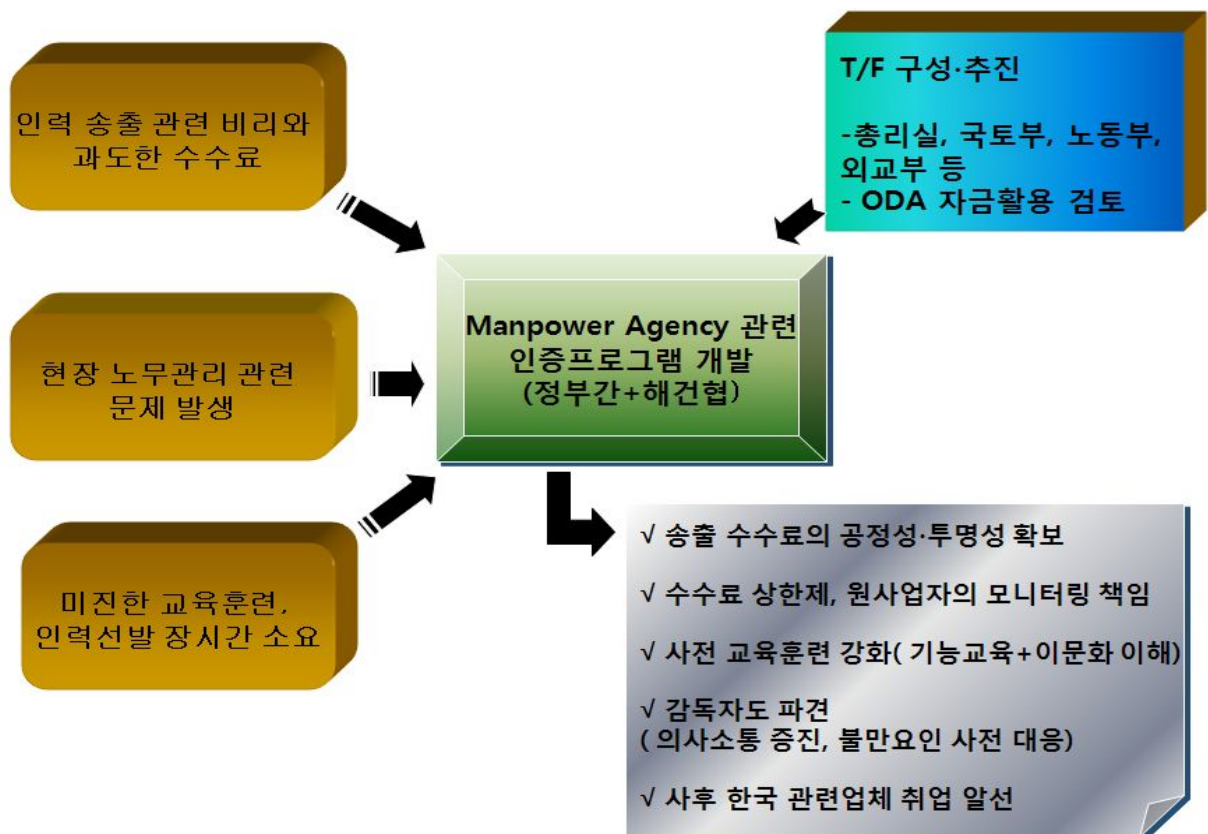 인력 송출 관련 비리와
과도한 수수료
T/F 구성·추진
-총리실, 국토부, 노동부,
외교부 등
- ODA 자금활용 검토
현장 노무관리 관련
문제 발생
Manpower Agency 관련
인증프로그램 개발
(정부간+해건협)
미진한 교육훈련,
인력선발 장시간 소요
√ 송출 수수료의 공정성·투명성 확보
√ 수수료 상한제, 원사업자의 모니터링 책임
√ 사전 교육훈련 강화( 기능교육+이문화 이해)
√ 감독자도 파견
( 의사소통 증진, 불만요인 사전 대응)
√ 사후 한국 관련업체 취업 알선